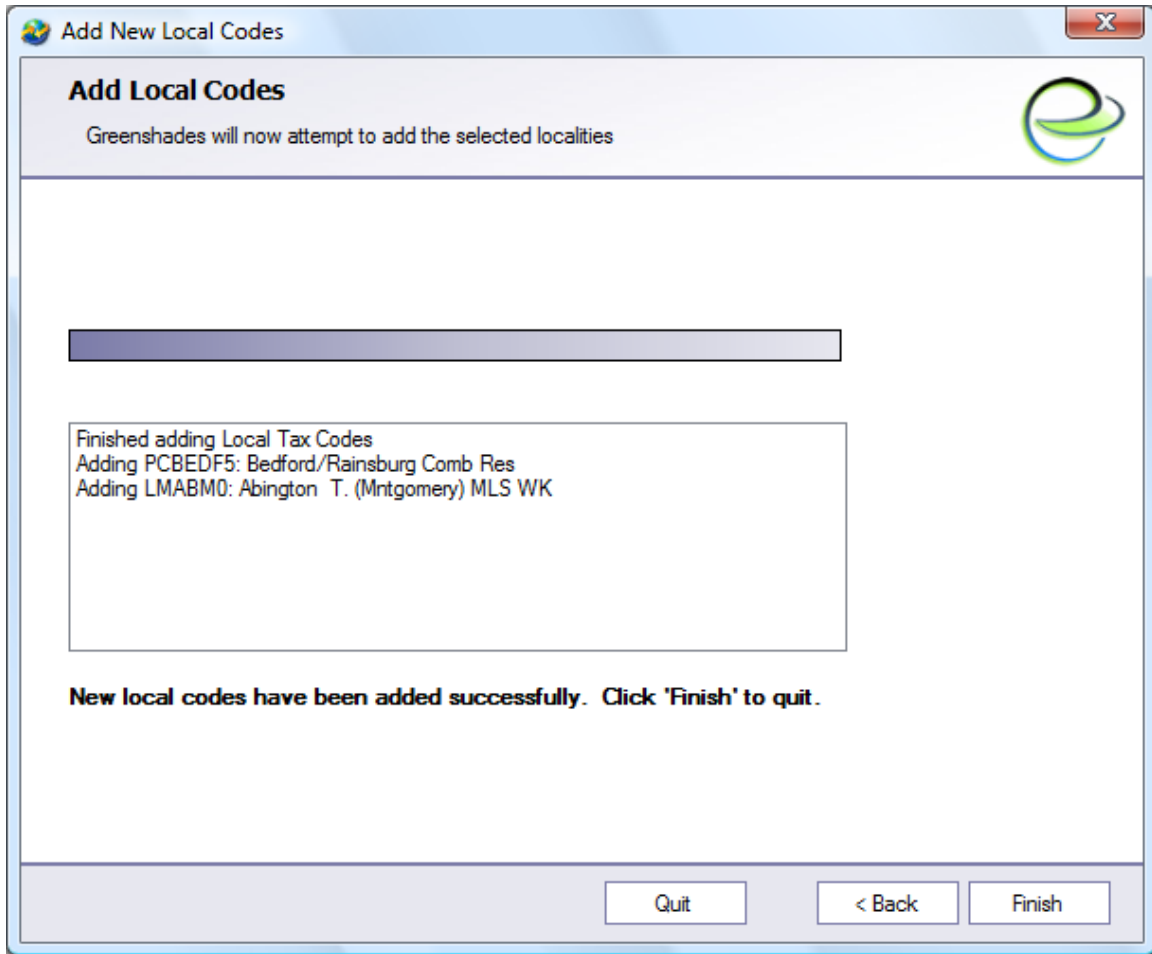 Add New Local Codes
Add Local Codes
Greenshades will now attempt to add the selected localities
Finished adding Local Tax Codes
Adding PCBEDF5: Bedford/Rainsburg Comb Res
Adding LMABM0: Abington  T. (Mntgomery) MLS WK
New local codes have been added successfully.  Click 'Finish' to quit.
Quit
< Back
Finish